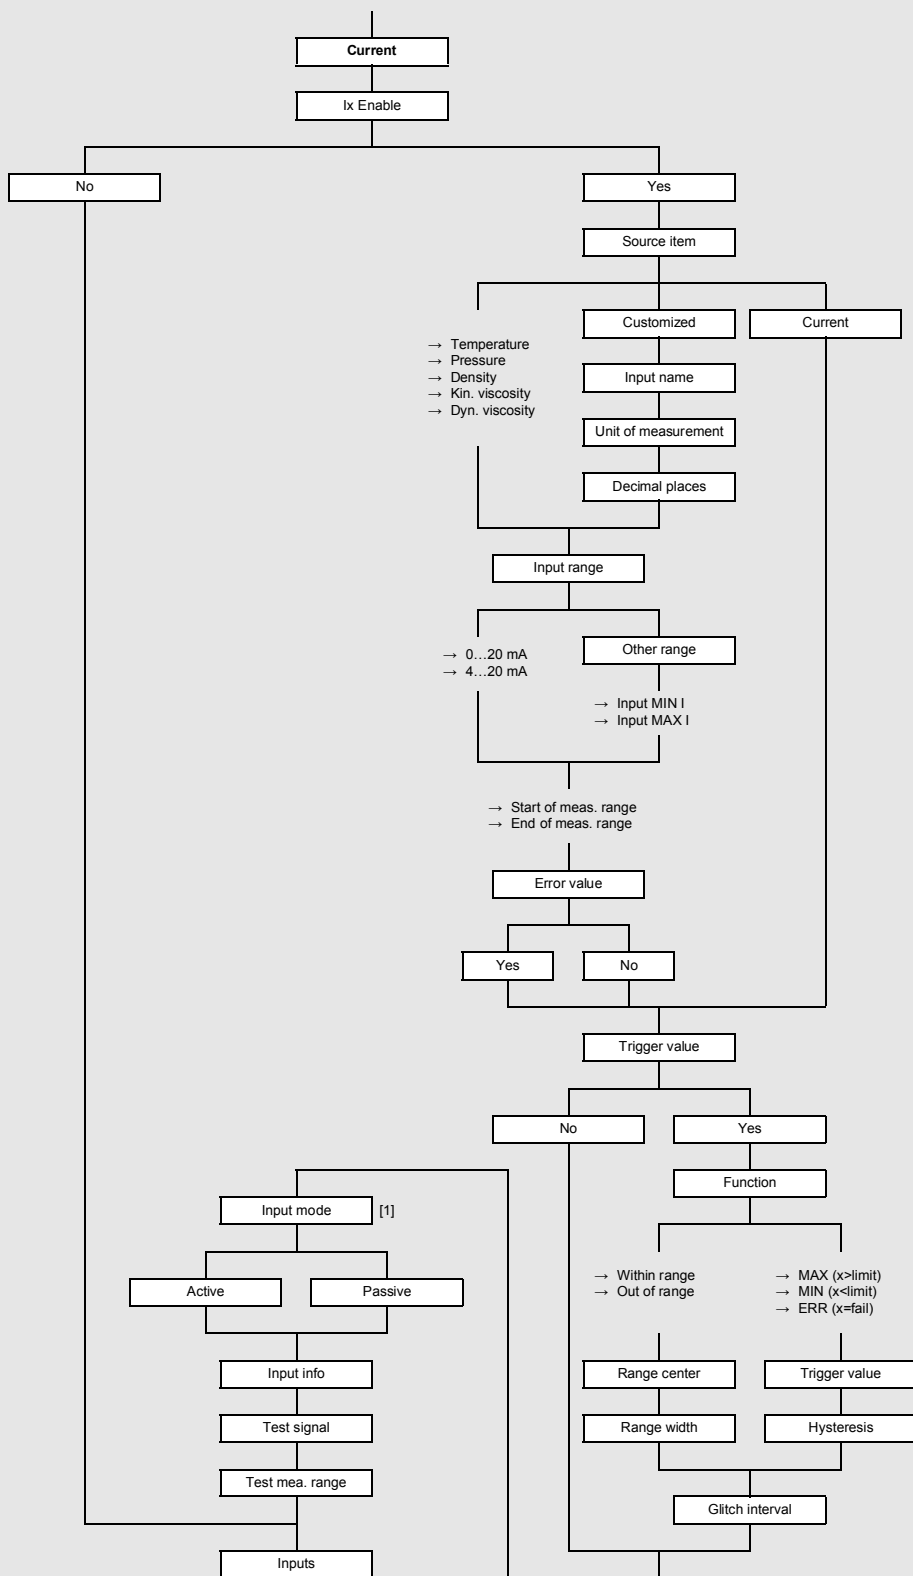 Current
Ix Enable
No
Yes
Source item
Customized
Current
→ Temperature
→ Pressure
→ Density
→ Kin. viscosity
→ Dyn. viscosity
Input name
Unit of measurement
Decimal places
Input range
→ 0…20 mA
→ 4…20 mA
Other range
→ Input MIN I
→ Input MAX I
→ Start of meas. range
→ End of meas. range
Error value
Yes
No
Trigger value
No
Yes
Function
Input mode
[1]
Active
Passive
→ Within range
→ Out of range
→ MAX (x>limit)
→ MIN (x<limit)
→ ERR (x=fail)
Input info
Range center
Trigger value
Test signal
Range width
Hysteresis
Test mea. range
Glitch interval
Inputs